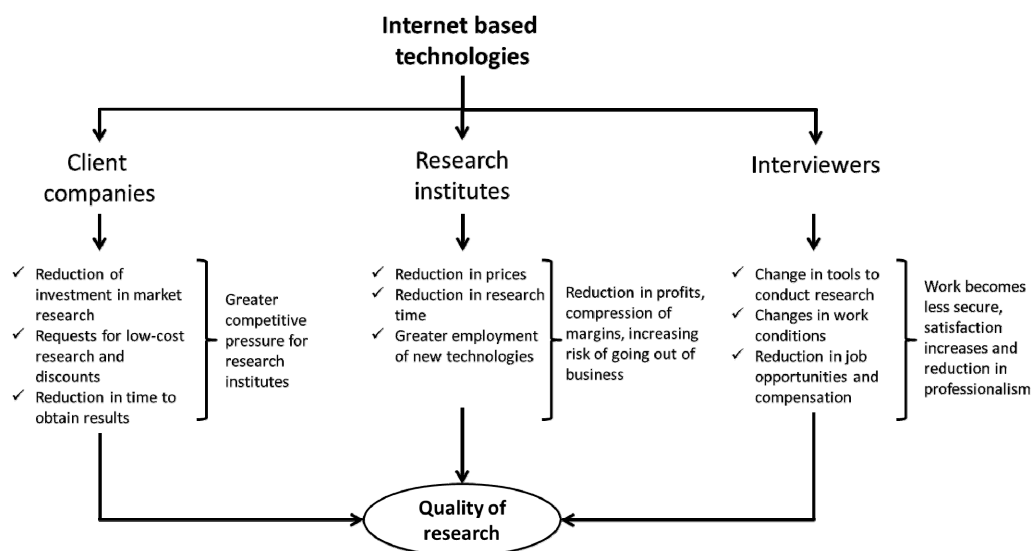 Internet based
technologies
Client
companies
Research
institutes
Interviewers
✓ Reduction of
investment in market
research
✓ Requests for low-cost
research and
discounts
✓ Reduction in time to
obtain results
Greater
competitive
pressure for
research
institutes
✓ Reduction in prices
✓ Reduction in research
time
✓ Greater employment
of new technologies
Reduction in profits,
compression of
margins, increasing
risk of going out of
business
✓ Change in tools to
conduct research
✓ Changes in work
conditions
✓ Reduction in job
opportunities and
compensation
Work becomes
less secure,
satisfaction
increases and
reduction in
professionalism
Quality of
research